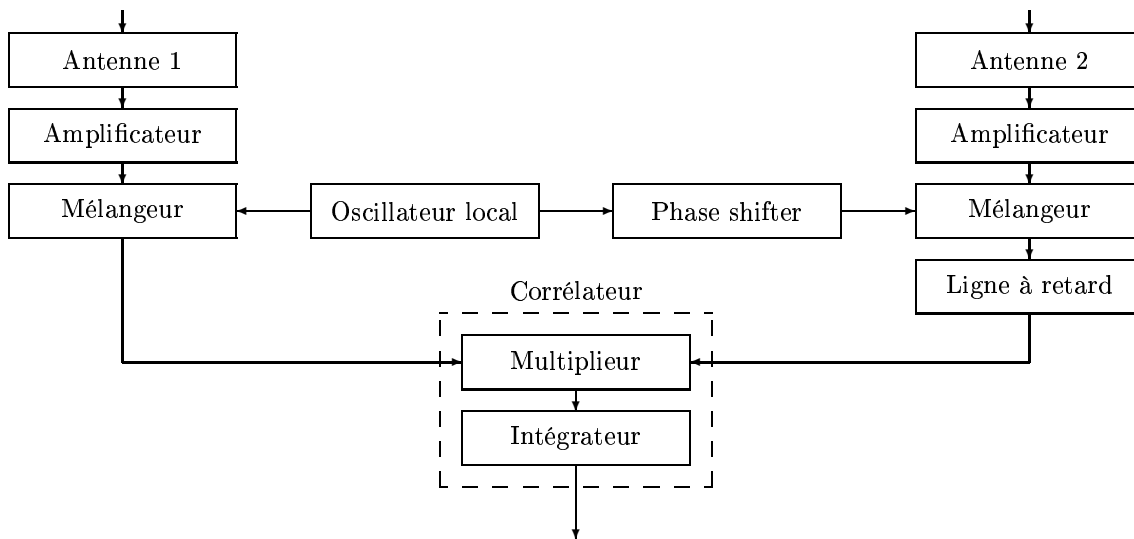 Antenne 1
Antenne 2
Amplificateur
Amplificateur
Mélangeur
Oscillateur local
Phase shifter
Mélangeur
Ligne à retard
Corrélateur
Multiplieur
Intégrateur